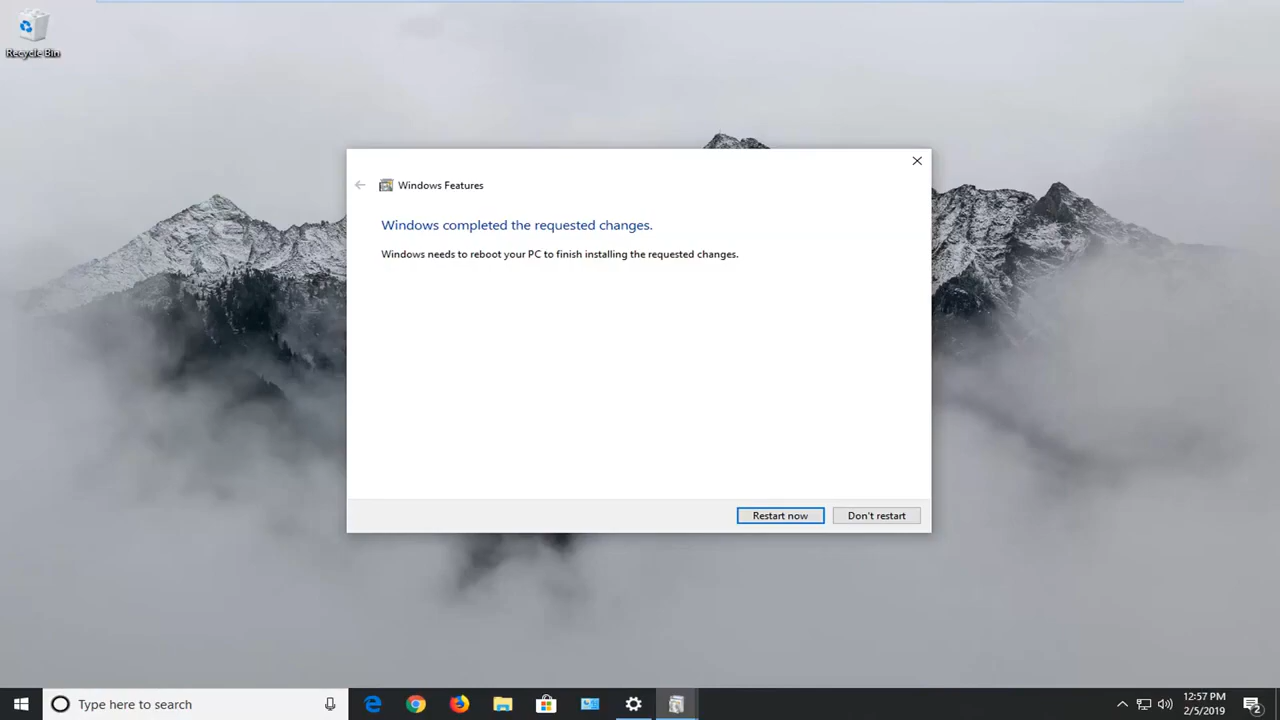 Recycle Bin
Windows Features
Windows completed the requested changes.
Windows needs to reboot your PC to finish installing the requested changes.
Restart now
Don't restart
Type here to search
12:57 PM
2/5/2019
2